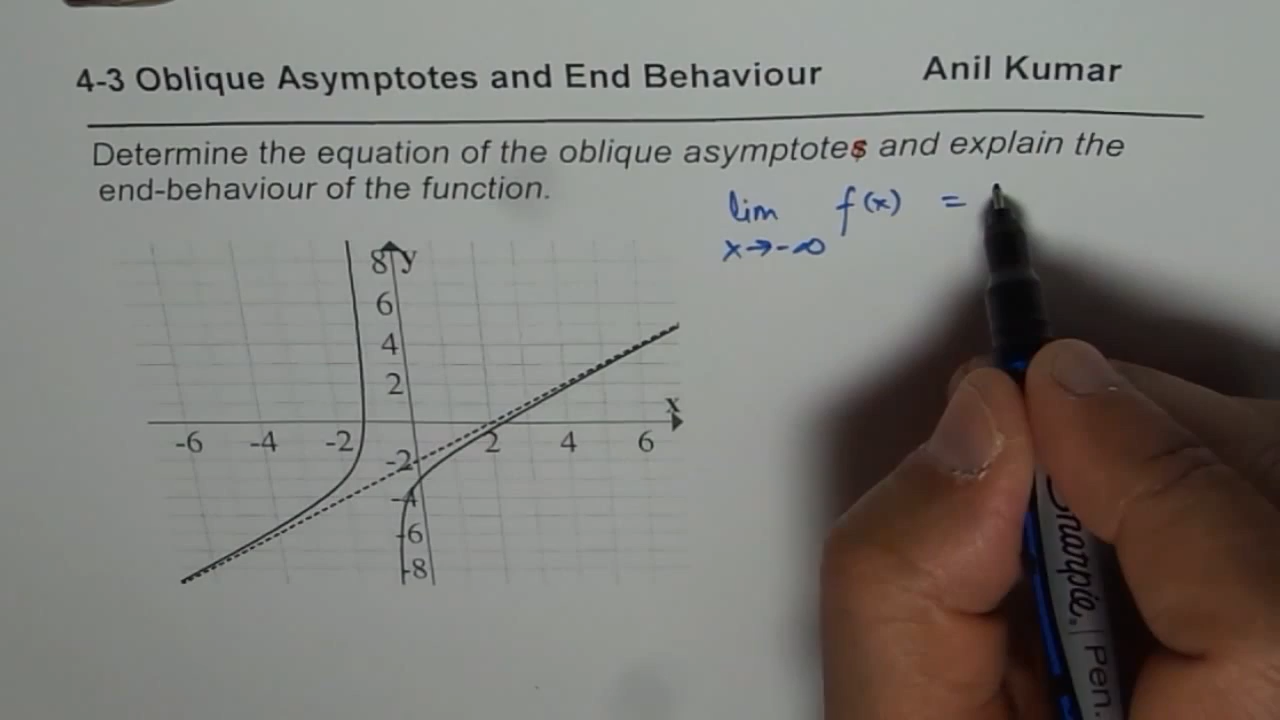 4-3 Oblique Asymptotes and End Behaviour Anil Kumar
Determine the equation of the oblique asymptotes and explain the
end-behaviour of the function.
lim f(x) =
x→-∞
8 y
6
4
2
x
-6 -4 -2 2 4 6
-2
-4
-6
-8
Sharpie. Pen.